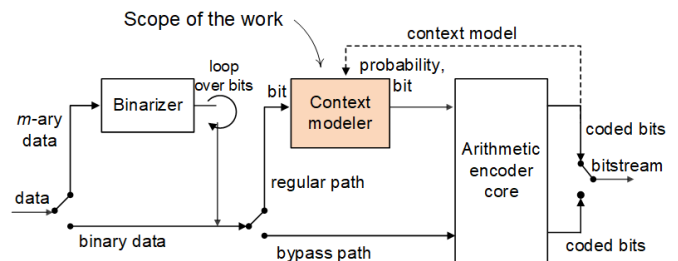 Scope of the work
context model
loop
over bits
probability,
bit
bit
Binarizer
Context
modeler
m-ary
data
coded bits
Arithmetic
encoder
core
bitstream
regular path
data
binary data
bypass path
coded bits